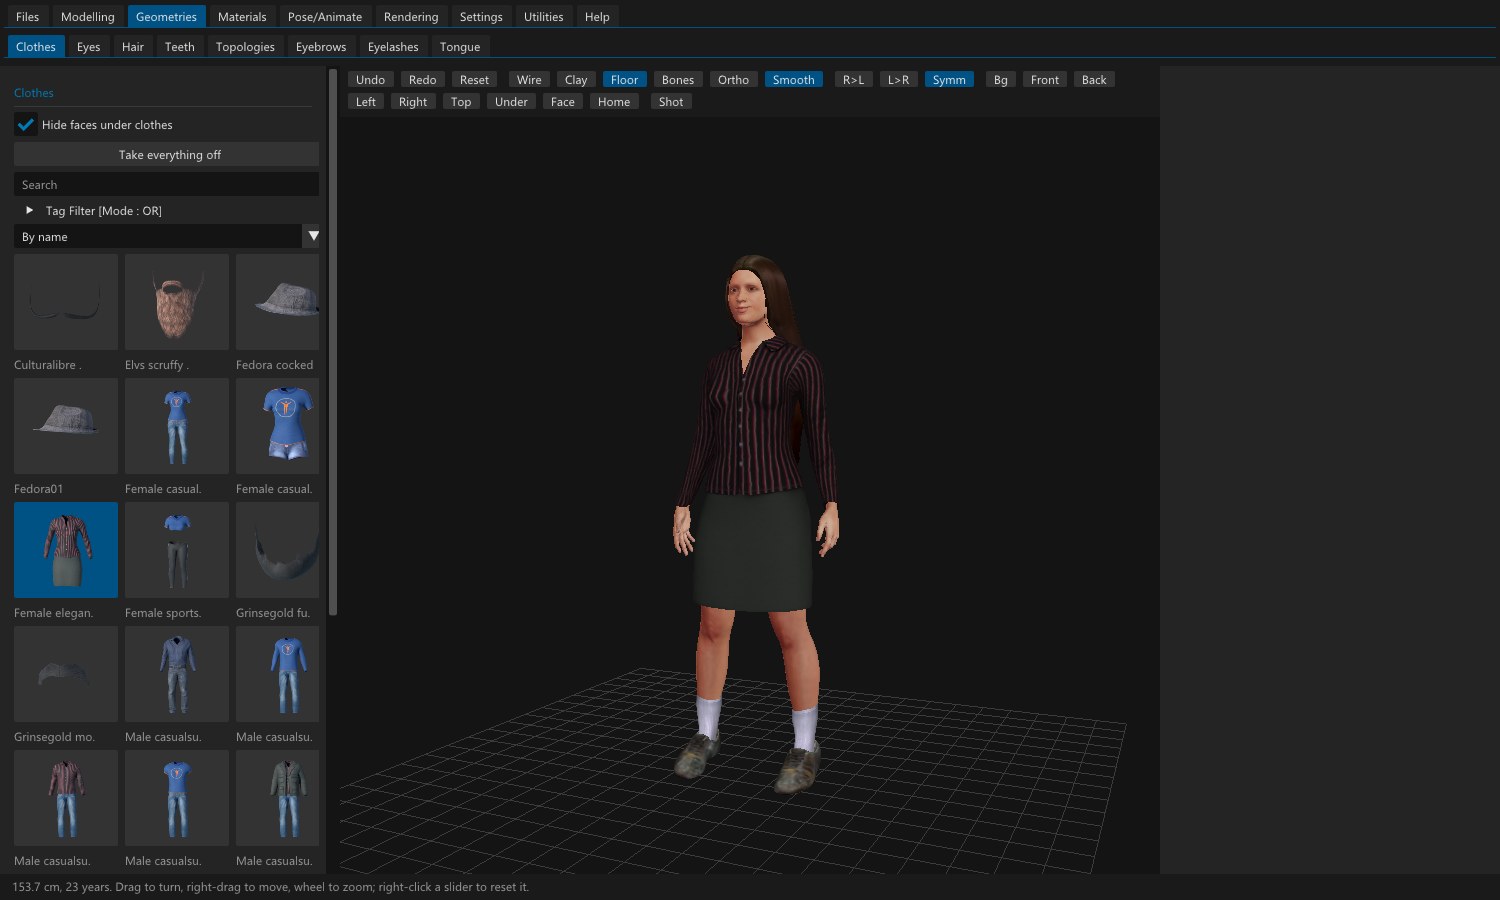 Files Modelling Geometries Materials Pose/Animate Rendering Settings Utilities Help
Clothes Eyes Hair Teeth Topologies Eyebrows Eyelashes Tongue
Undo Redo Reset Wire Clay Floor Bones Ortho Smooth R>L L>R Symm Bg Front Back
Left Right Top Under Face Home Shot
Clothes
Hide faces under clothes
Take everything off
Search
Tag Filter [Mode : OR]
By name
Culturalibre . Elvs scruffy . Fedora cocked
Fedora01 Female casual. Female casual.
Female elegan. Female sports. Grinsegold fu.
Grinsegold mo. Male casualsu. Male casualsu.
Male casualsu. Male casualsu. Male casualsu.
153.7 cm, 23 years. Drag to turn, right-drag to move, wheel to zoom; right-click a slider to reset it.